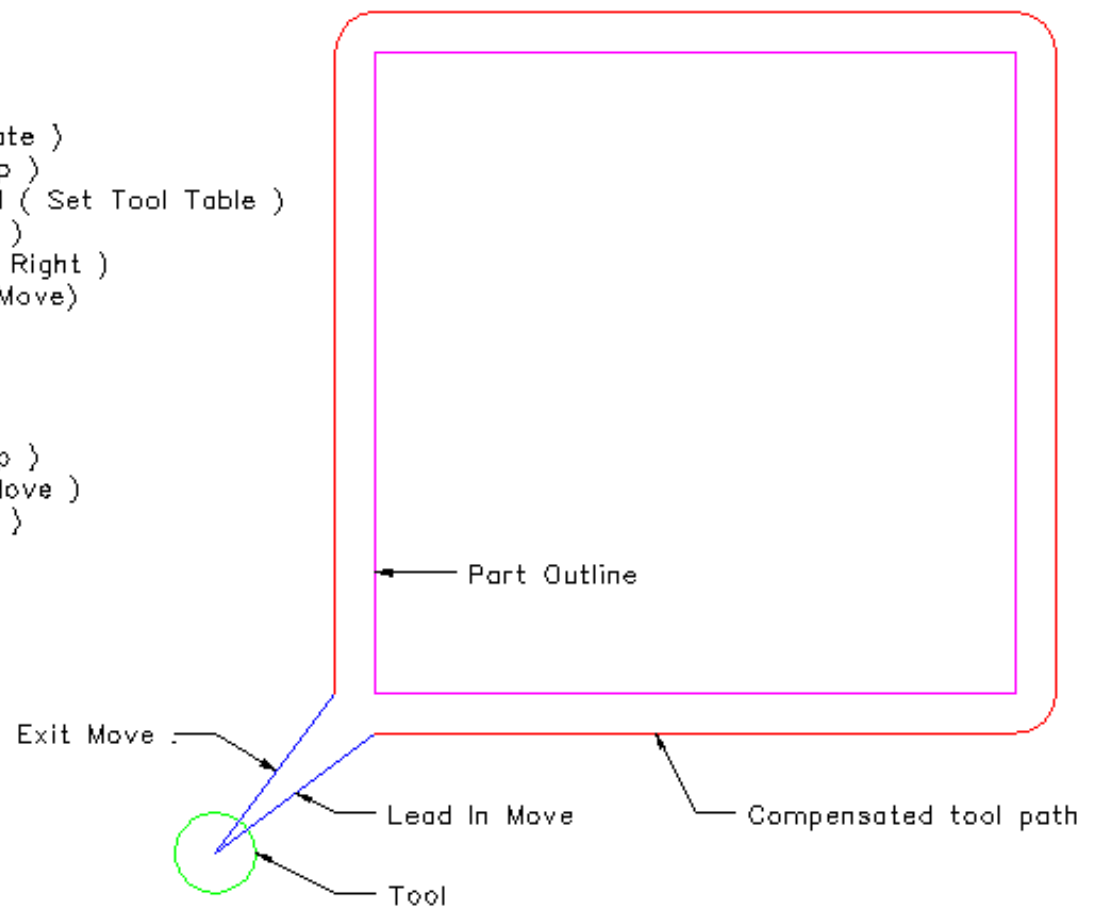 ate )
p )
( Set Tool Table )
)
Right )
Move)
p )
Move )
)
Part Outline
Exit Move
Lead In Move
Compensated tool path
Tool